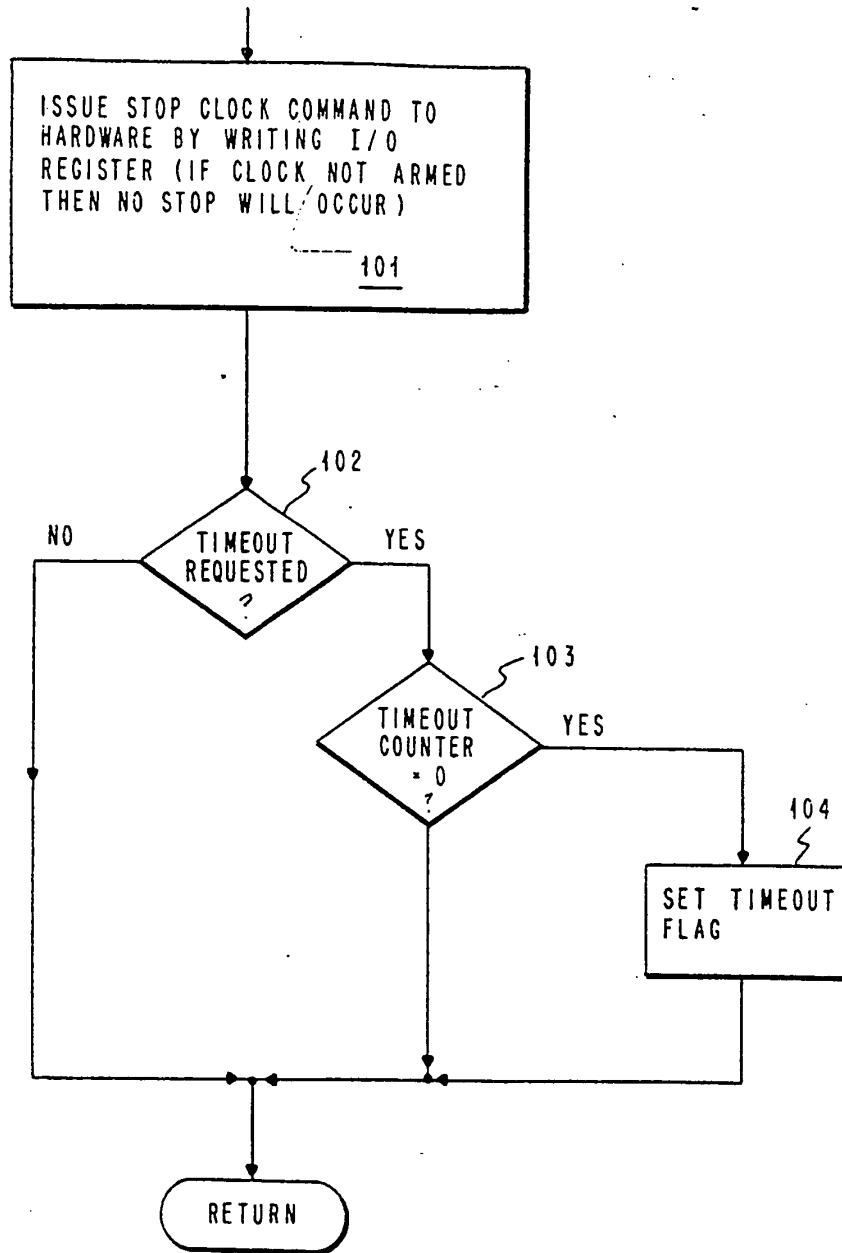 ISSUE STOP CLOCK COMMAND TO
HARDWARE BY WRITING I/O
REGISTER (IF CLOCK NOT ARMED
THEN NO STOP WILL OCCUR)
101
102
NO
TIMEOUT
REQUESTED
?
YES
103
TIMEOUT
COUNTER
= 0
?
YES
104
SET TIMEOUT
FLAG
RETURN